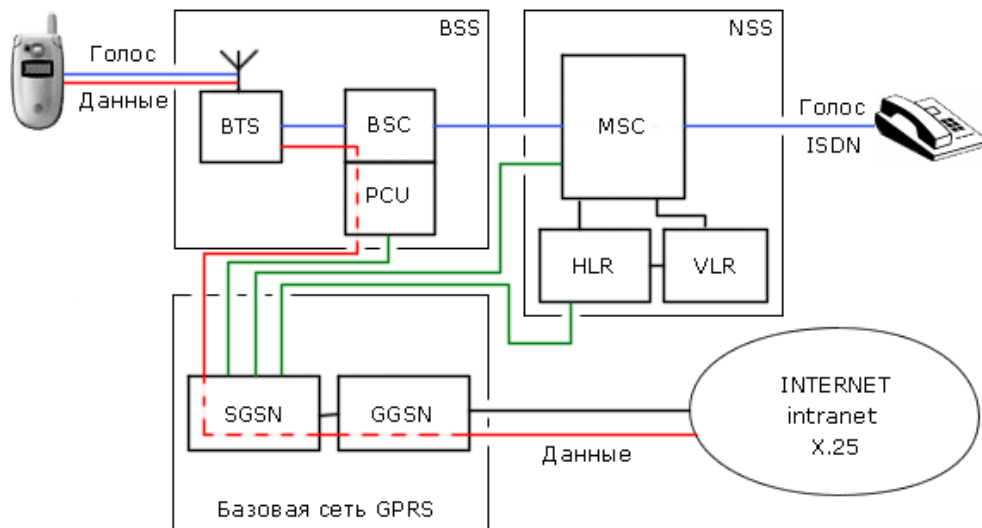 BSS
NSS
Голос
Данные
BTS
BSC
PCU
MSC
Голос
ISDN
HLR
VLR
SGSN
GGSN
INTERNET
intranet
X.25
Данные
Базовая сеть GPRS